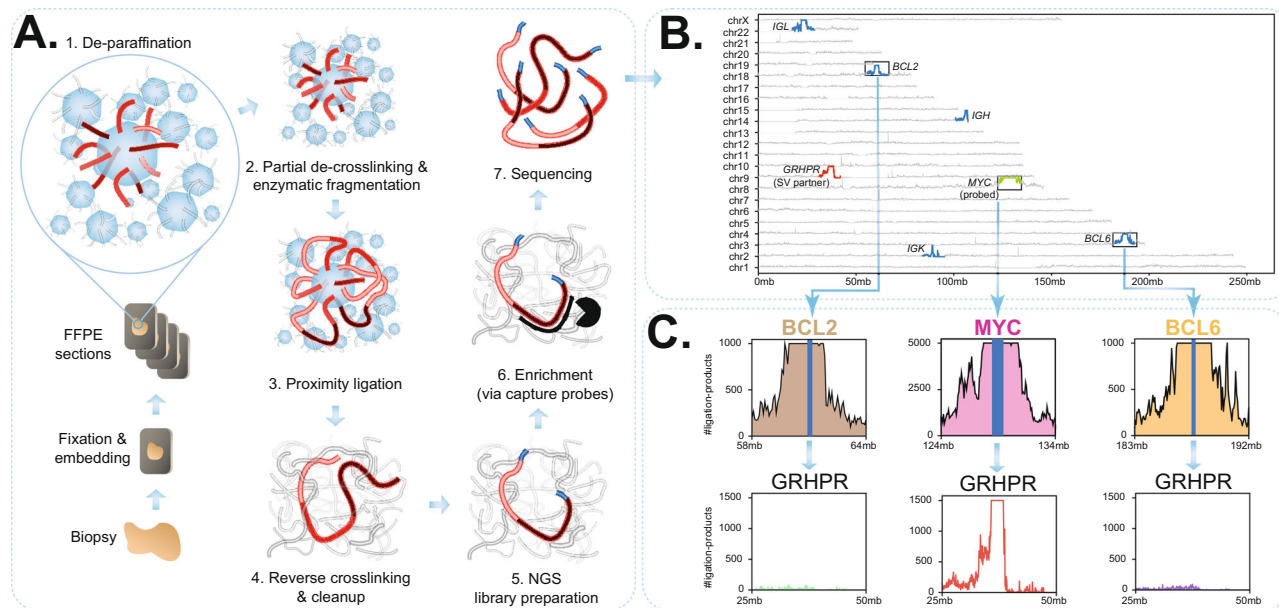 A.
1. De-paraffination
2. Partial de-crosslinking &
enzymatic fragmentation
3. Proximity ligation
4. Reverse crosslinking
& cleanup
5. NGS
library preparation
6. Enrichment
(via capture probes)
7. Sequencing
FFPE
sections
Fixation &
embedding
Biopsy
B.
chrX
chr22
chr21
chr20
chr19
chr18
chr17
chr16
chr15
chr14
chr13
chr12
chr11
chr10
chr9
chr8
chr7
chr6
chr5
chr4
chr3
chr2
chr1
IGL
BCL2
IGH
GRHPR
(SV partner)
MYC
(probed)
BCL6
IGK
0mb
50mb
100mb
150mb
200mb
250mb
C.
BCL2
MYC
BCL6
#ligation-products
1000
500
0
58mb
64mb
5000
2500
0
124mb
134mb
1000
500
0
183mb
192mb
GRHPR
GRHPR
GRHPR
#ligation-products
1500
1000
500
0
25mb
50mb
1500
1000
500
0
25mb
50mb
1500
1000
500
0
25mb
50mb